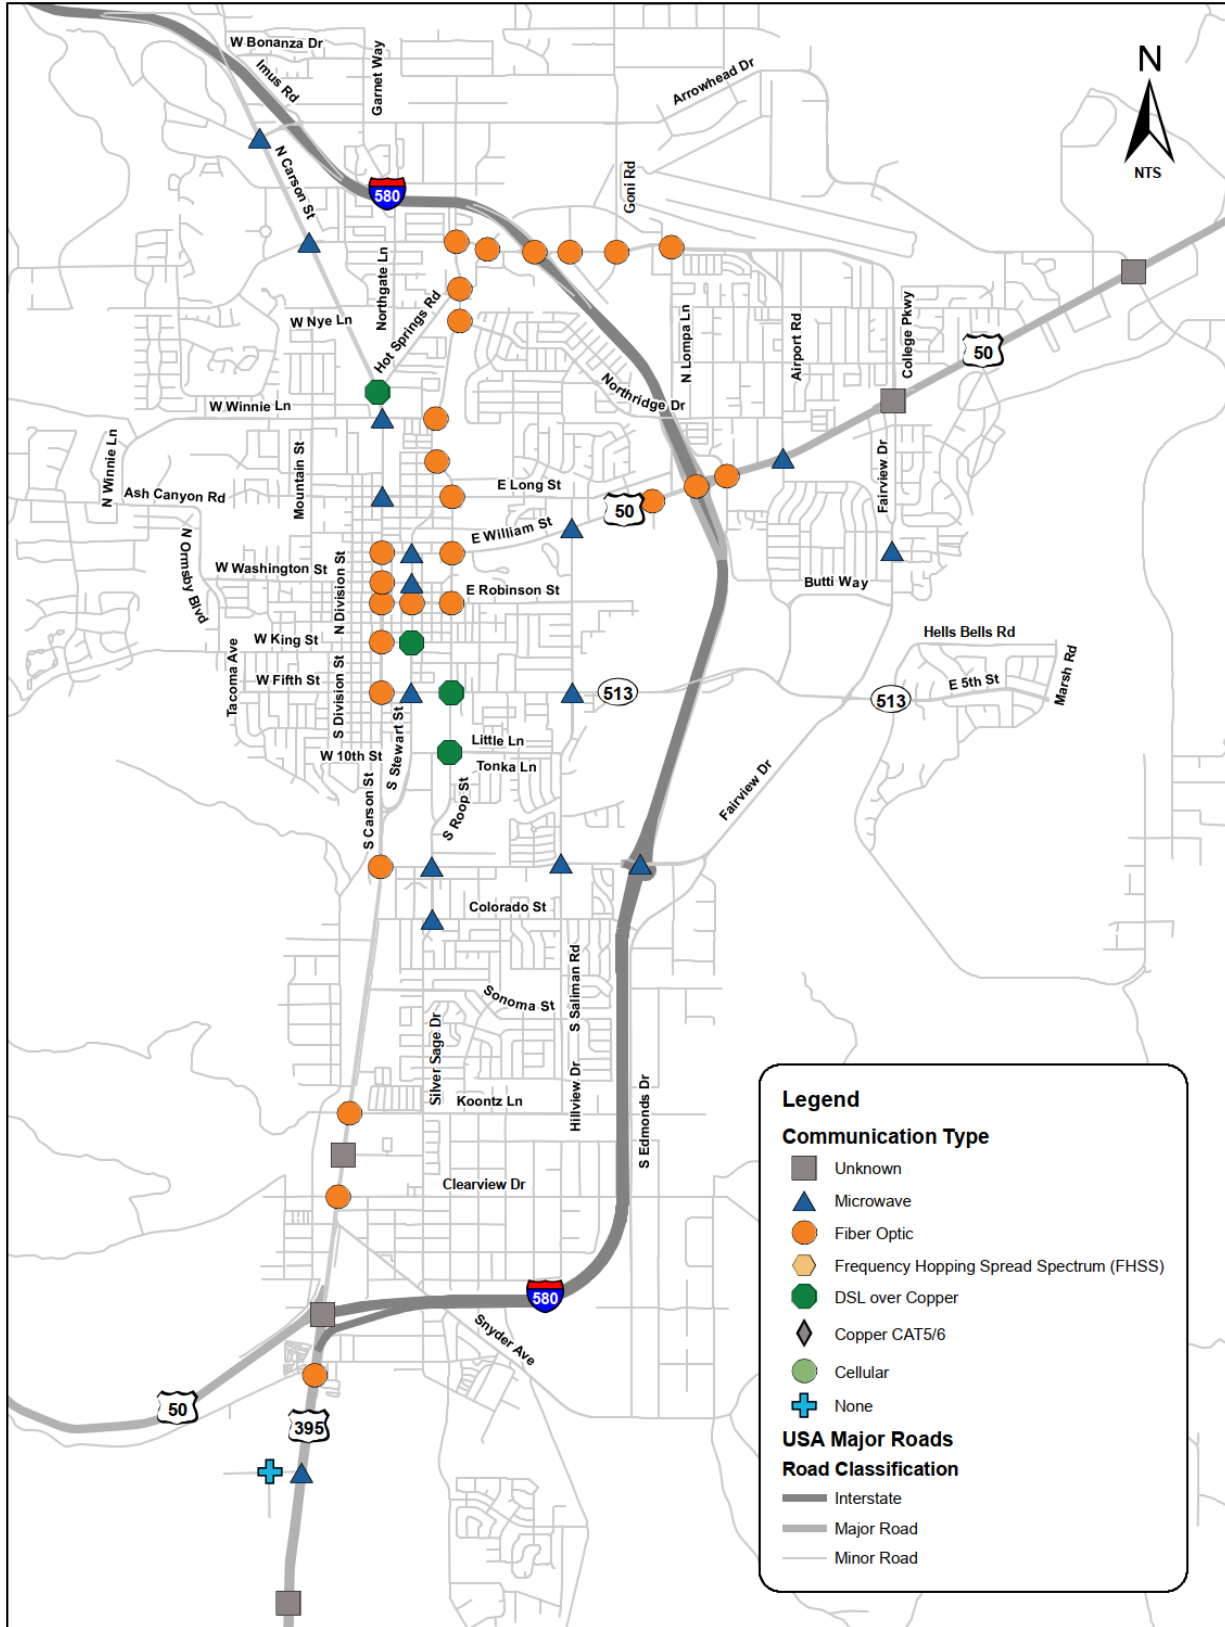 W Bonanza Dr
Imus Rd
Garnet Way
Arrowhead Dr
N
NTS
N Carson St
580
Goni Rd
Northgate Ln
Hot Springs Rd
W Nye Ln
N Lompa Ln
Airport Rd
College Pkwy
50
Northridge Dr
W Winnie Ln
N Winnie Ln
Mountain St
Ash Canyon Rd
E Long St
50
Fairview Dr
E William St
N Ormsby Blvd
W Washington St
N Division St
E Robinson St
Butti Way
W King St
Hells Bells Rd
Tacoma Ave
W Fifth St
S Division St
513
513
E 5th St
Marsh Rd
S Stewart St
Little Ln
W 10th St
Tonka Ln
S Carson St
S Roop St
Fairview Dr
Colorado St
S Saliman Rd
Sonoma St
Silver Sage Dr
Hillview Dr
S Edmonds Dr
Koontz Ln
Clearview Dr
580
Snyder Ave
50
395
Legend
Communication Type
Unknown
Microwave
Fiber Optic
Frequency Hopping Spread Spectrum (FHSS)
DSL over Copper
Copper CAT5/6
Cellular
None
USA Major Roads
Road Classification
Interstate
Major Road
Minor Road